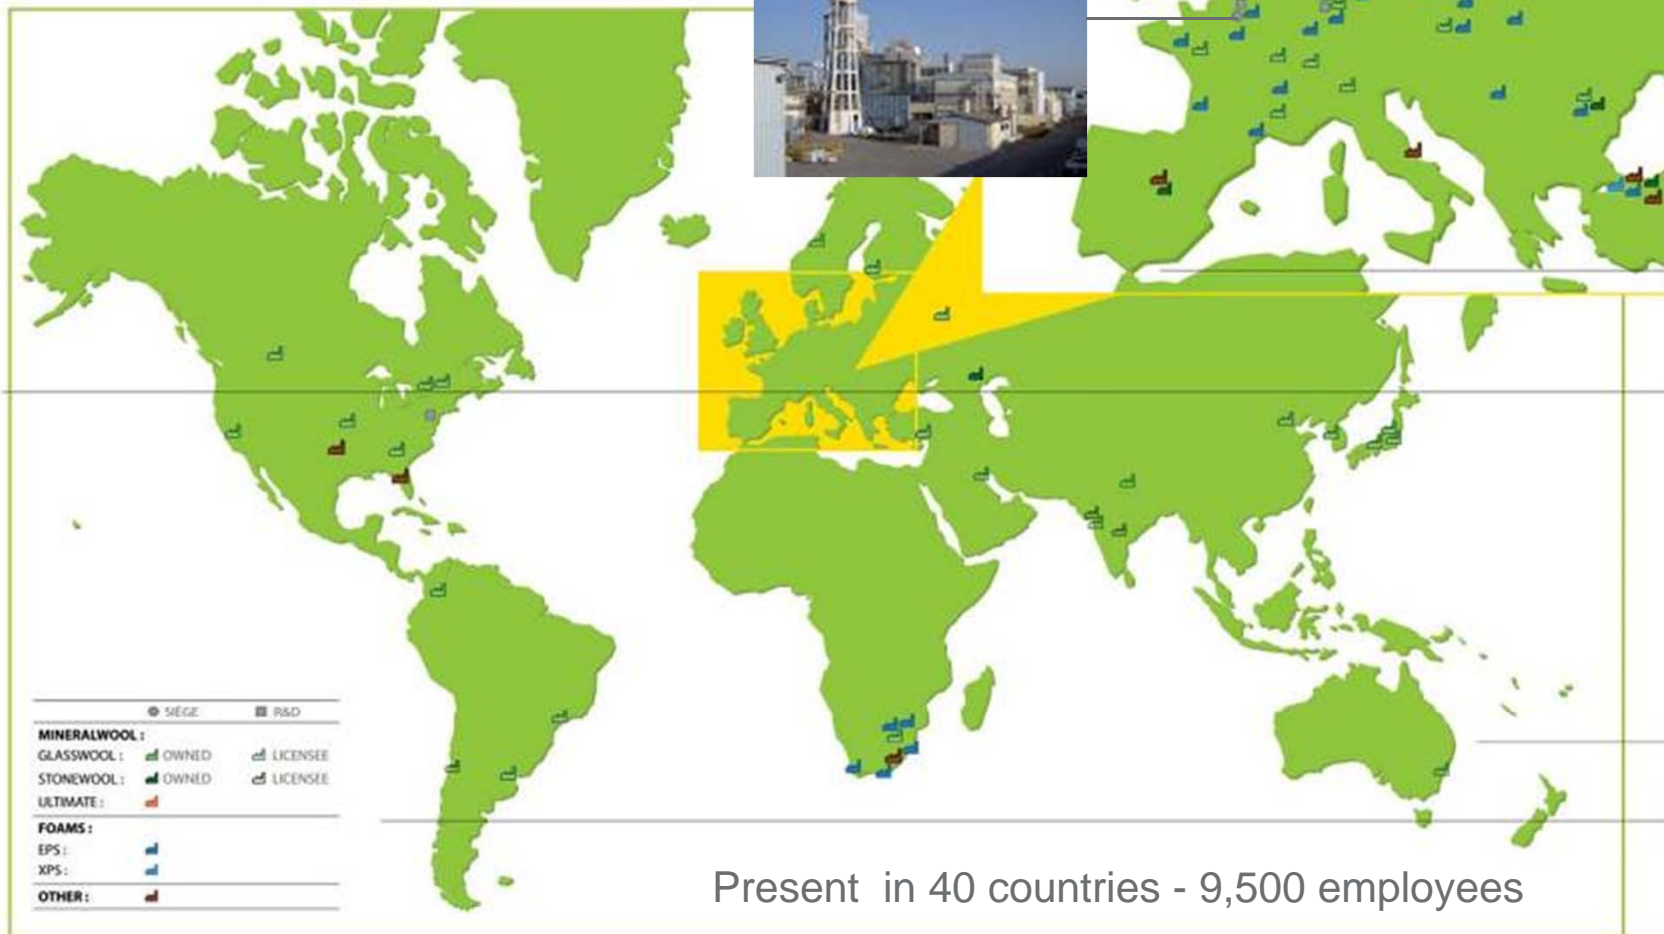 SIÈGE R&D
MINERALWOOL :
GLASSWOOL : OWNED LICENSEE
STONEWOOL : OWNED LICENSEE
ULTIMATE :
FOAMS :
EPS :
XPS :
OTHER :
Present in 40 countries - 9,500 employees